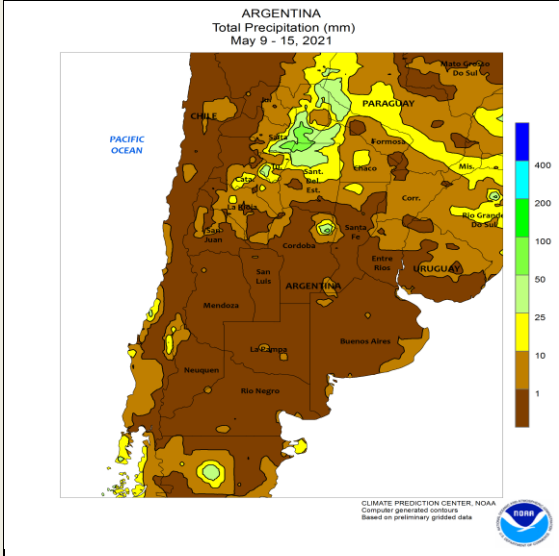 ARGENTINA
Total Precipitation (mm)
May 9 - 15, 2021
Mato Grosso
Do Sul
Jui
PARAGUAY
CHILE
PACIFIC
OCEAN
Salta
Formosa
Tu
Sant.
Del
Est.
Chaco
Mis.
Cata.
La Rioja
Corr.
Rio Grande
Do Sul
San
Juan
Santa
Fe
Cordoba
Entre
Rios
URUGUAY
San
Luis
ARGENTINA
Mendoza
Buenos Aires
La Pampa
Neuquen
Rio Negro
400
200
100
50
25
10
1
CLIMATE PREDICTION CENTER, NOAA
Computer generated contours
Based on preliminary gridded data
NOAA